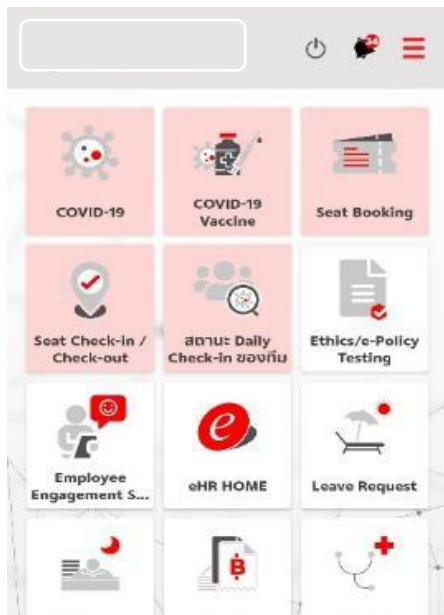 COVID-19
COVID-19
Vaccine
Seat Booking
Seat Check-in /
Check-out
สถานะ Daily
Check-in ของทีม
Ethics/e-Policy
Testing
Employee
Engagement S...
e
eHR HOME
Leave Request
฿